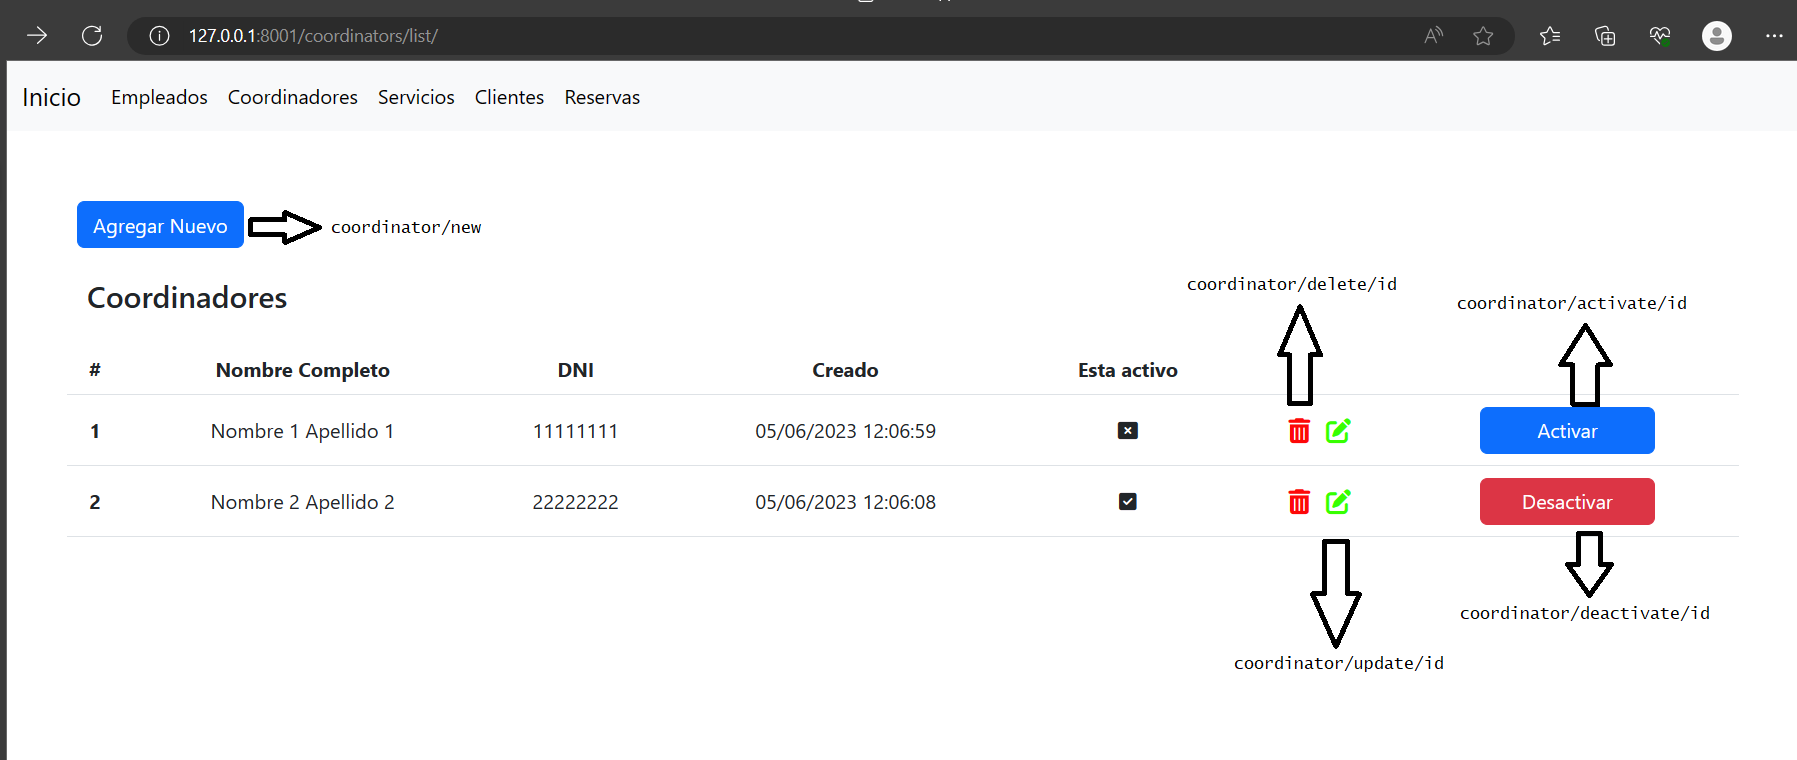 127.0.0.1:8001/coordinators/list/
Inicio Empleados Coordinadores Servicios Clientes Reservas
Agregar Nuevo coordinator/new
coordinator/delete/id
coordinator/activate/id
Coordinadores
# Nombre Completo DNI Creado Esta activo
1 Nombre 1 Apellido 1 11111111 05/06/2023 12:06:59 Activar
2 Nombre 2 Apellido 2 22222222 05/06/2023 12:06:08 Desactivar
coordinator/deactivate/id
coordinator/update/id